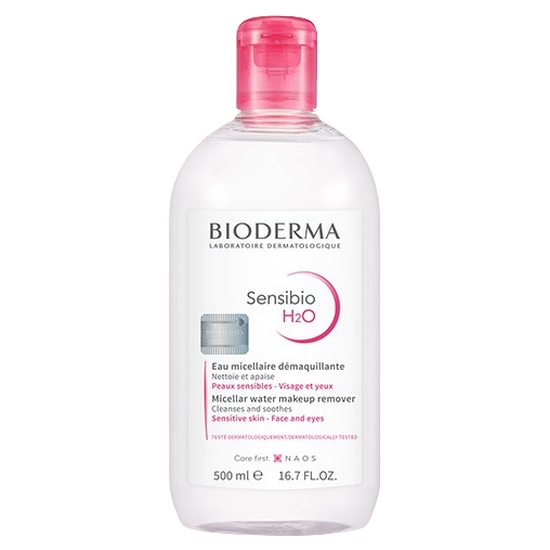 BIODERMA
LABORATOIRE DERMATOLOGIQUE
Sensibio
H2O
BIODERMA
Eau micellaire démaquillante
Nettoie et apaise
Peaux sensibles - Visage et yeux
Micellar water makeup remover
Cleanses and soothes
Sensitive skin - Face and eyes
TESTÉ DERMATOLOGIQUEMENT/DERMATOLOGICALLY TESTED
Care first. NAOS
500 ml ℮ 16.7 FL.OZ.